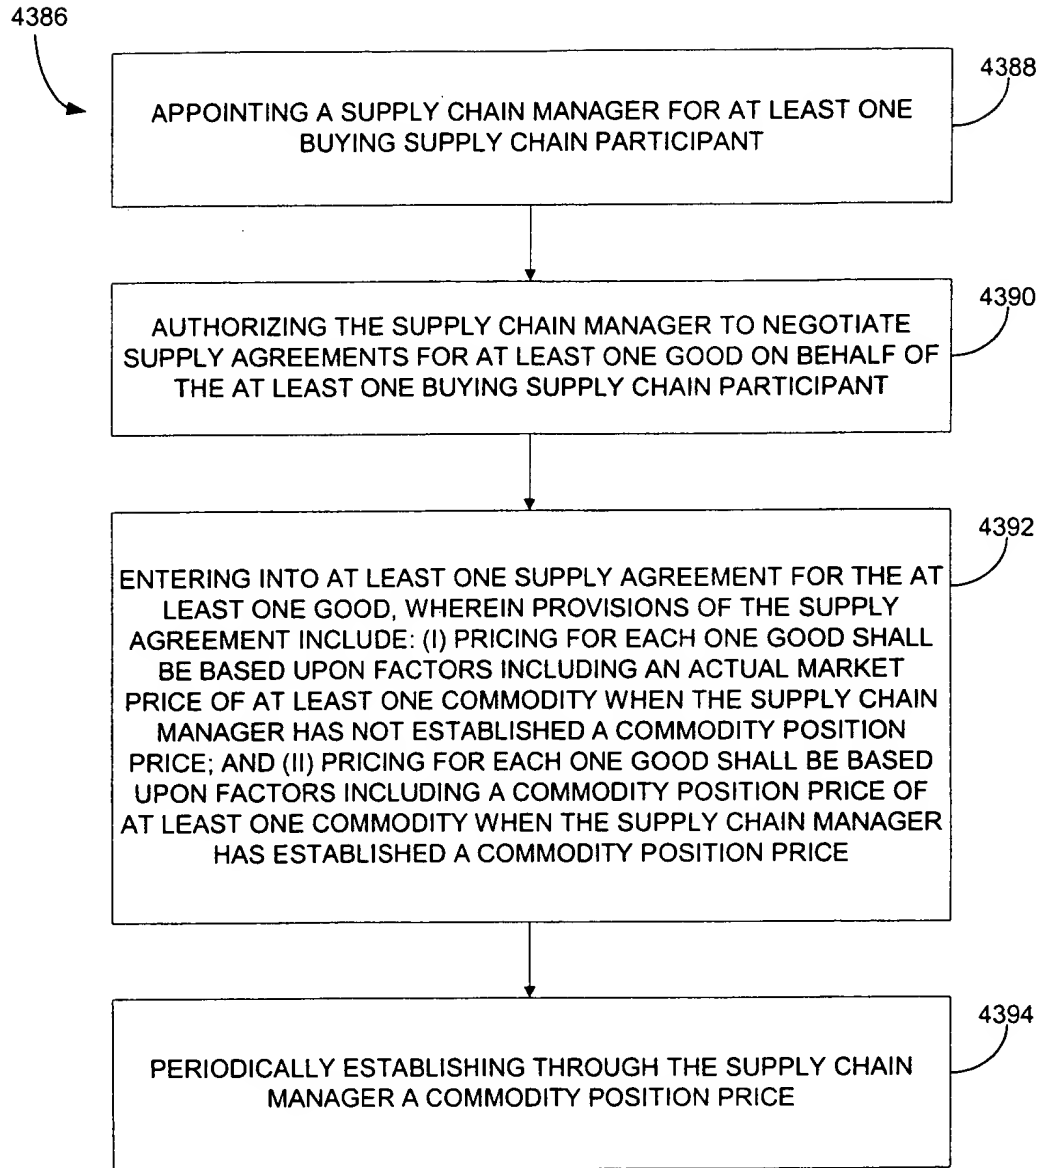 4386
4388
APPOINTING A SUPPLY CHAIN MANAGER FOR AT LEAST ONE
BUYING SUPPLY CHAIN PARTICIPANT
4390
AUTHORIZING THE SUPPLY CHAIN MANAGER TO NEGOTIATE
SUPPLY AGREEMENTS FOR AT LEAST ONE GOOD ON BEHALF OF
THE AT LEAST ONE BUYING SUPPLY CHAIN PARTICIPANT
4392
ENTERING INTO AT LEAST ONE SUPPLY AGREEMENT FOR THE AT
LEAST ONE GOOD, WHEREIN PROVISIONS OF THE SUPPLY
AGREEMENT INCLUDE: (I) PRICING FOR EACH ONE GOOD SHALL
BE BASED UPON FACTORS INCLUDING AN ACTUAL MARKET
PRICE OF AT LEAST ONE COMMODITY WHEN THE SUPPLY CHAIN
MANAGER HAS NOT ESTABLISHED A COMMODITY POSITION
PRICE; AND (II) PRICING FOR EACH ONE GOOD SHALL BE BASED
UPON FACTORS INCLUDING A COMMODITY POSITION PRICE OF
AT LEAST ONE COMMODITY WHEN THE SUPPLY CHAIN MANAGER
HAS ESTABLISHED A COMMODITY POSITION PRICE
4394
PERIODICALLY ESTABLISHING THROUGH THE SUPPLY CHAIN
MANAGER A COMMODITY POSITION PRICE